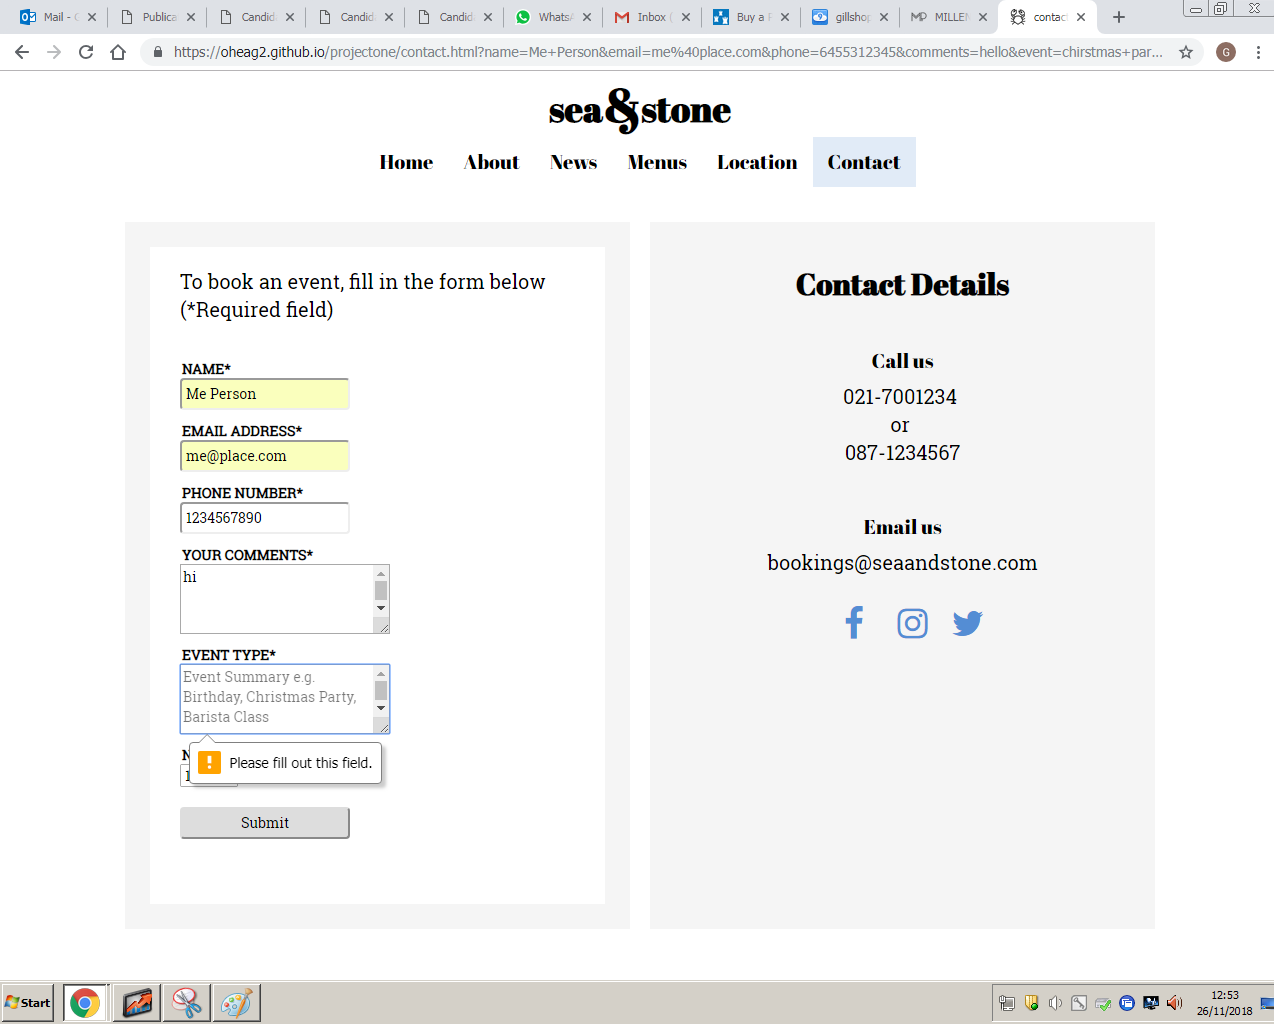 Mail - 
Publica
Candid
Candid
Candid
Whats
Inbox
Buy a
gillshop
MILLEN
contact
https://oheag2.github.io/projectone/contact.html?name=Me+Person&email=me%40place.com&phone=6455312345&comments=hello&event=chirstmas+par...
G
sea&stone
Home About News Menus Location Contact
To book an event, fill in the form below
(*Required field)
NAME*
Me Person
EMAIL ADDRESS*
me@place.com
PHONE NUMBER*
1234567890
YOUR COMMENTS*
hi
EVENT TYPE*
Event Summary e.g.
Birthday, Christmas Party,
Barista Class
Please fill out this field.
Submit
Contact Details
Call us
021-7001234
or
087-1234567
Email us
bookings@seaandstone.com
Start
12:53
26/11/2018